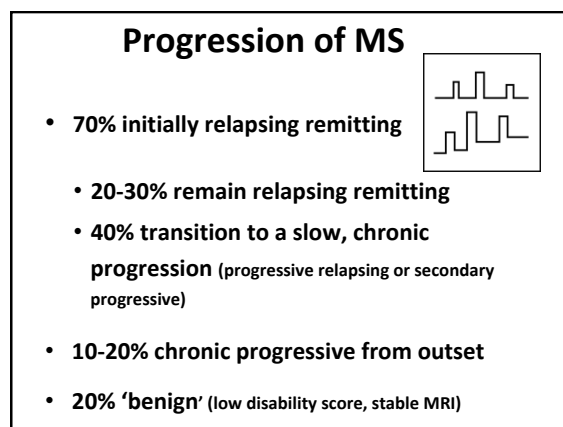 Progression of MS
• 70% initially relapsing remitting
• 20-30% remain relapsing remitting
• 40% transition to a slow, chronic
progression (progressive relapsing or secondary
progressive)
• 10-20% chronic progressive from outset
• 20% ‘benign’ (low disability score, stable MRI)